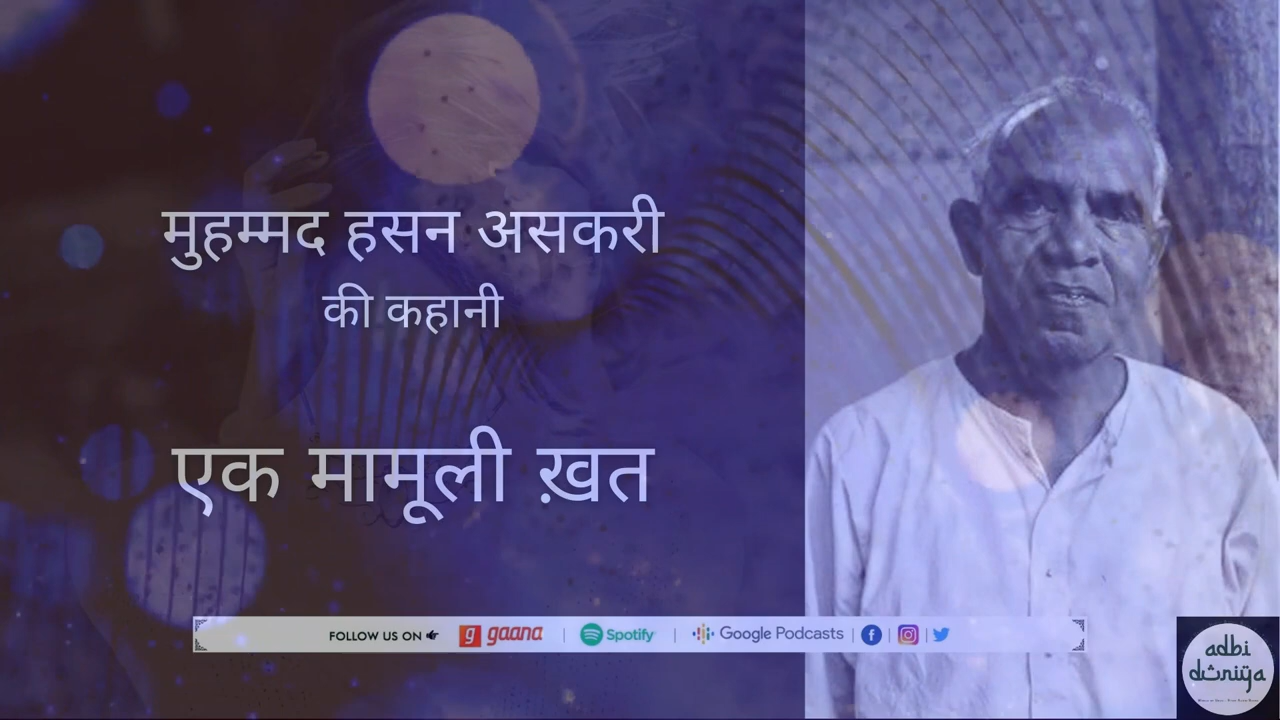 मुहम्मद हसन असकरी
की कहानी
एक मामूली ख़त
FOLLOW US ON
gaana
Spotify
Google Podcasts
adbi
duniya